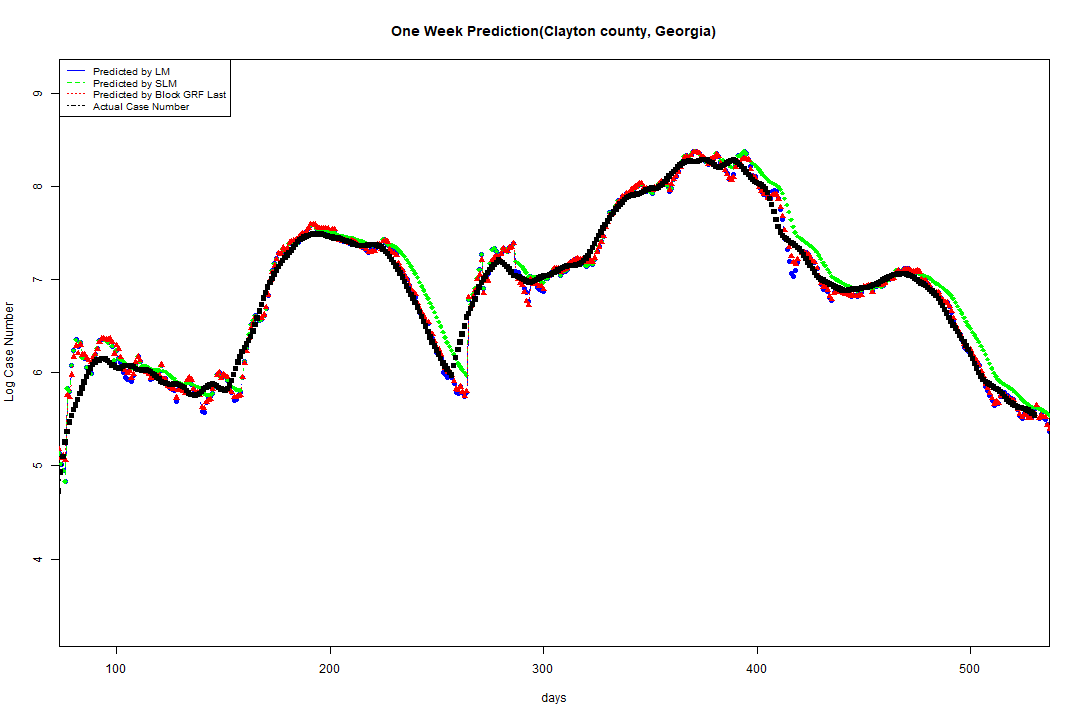 One Week Prediction(Clayton county, Georgia)
Predicted by LM
Predicted by SLM
Predicted by Block GRF Last
Actual Case Number
9
8
7
6
5
4
Log Case Number
100 200 300 400 500
days